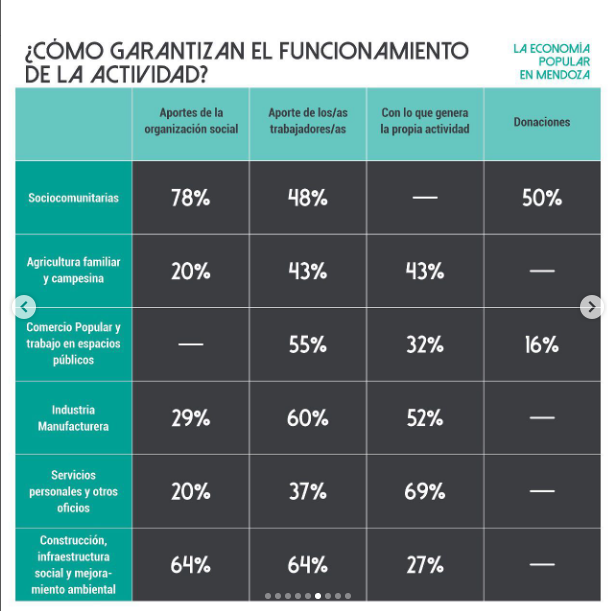 ¿CÓMO GARANTIZAN EL FUNCIONAMIENTO
DE LA ACTIVIDAD?
LA ECONOMÍA
POPULAR
EN MENDOZA
Aportes de la
organización social
Aporte de los/as
trabajadores/as
Con lo que genera
la propia actividad
Donaciones
Sociocomunitarias
78%
48%
—
50%
Agricultura familiar
y campesina
20%
43%
43%
—
Comercio Popular y
trabajo en espacios
públicos
—
55%
32%
16%
Industria
Manufacturera
29%
60%
52%
—
Servicios
personales y otros
oficios
20%
37%
69%
—
Construcción,
infraestructura
social y mejora-
miento ambiental
64%
64%
27%
—